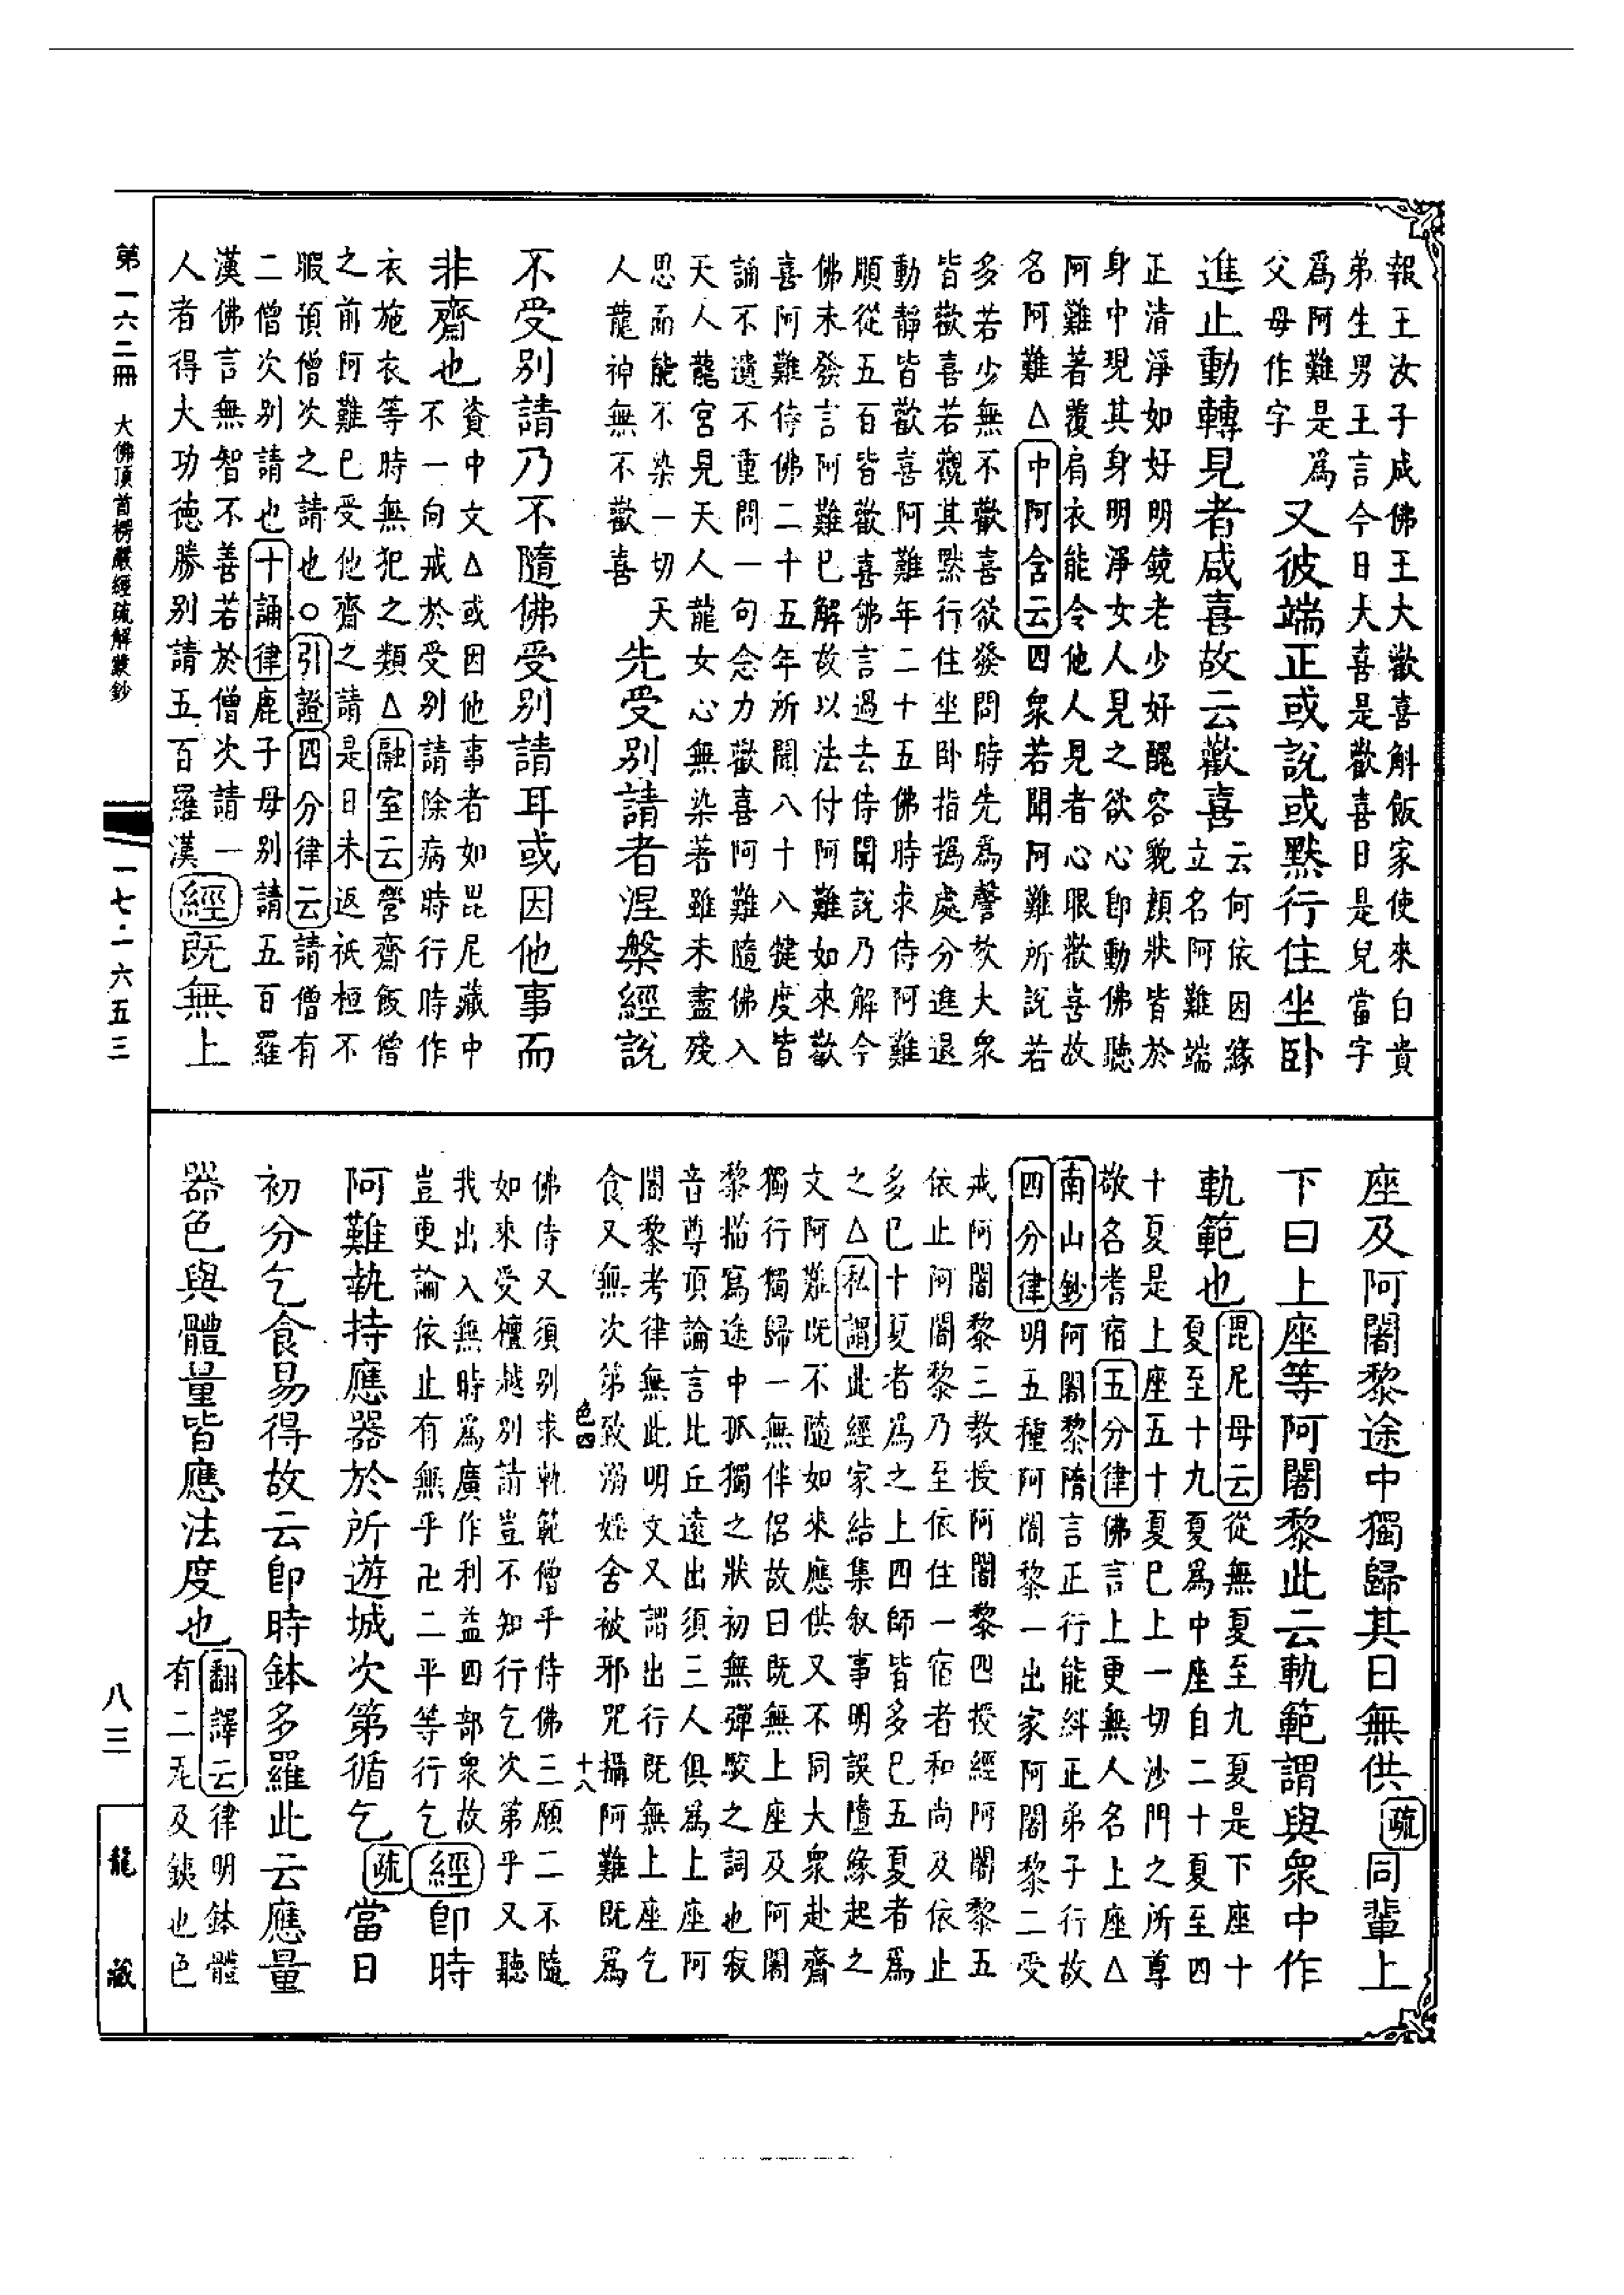 報王汝子成佛王大歡喜斛飯家使來白貴
弟生男王言今日大喜是歡喜日是兒當字
爲阿難是爲
父母作字
又彼端正或說或默行住坐卧
進止動轉見者咸喜故云歡喜
云何依因緣
立名阿難端
正清淨如好明鏡老少好醜容貌顏狀皆於
身中現其身明淨女人見之欲心即動佛聽
阿難著覆肩衣能令他人見者心眼歡喜故
名阿難△中阿含云四衆若聞阿難所說若
多若少無不歡喜欲發問時先爲謦欬大衆
皆歡喜若觀其默行住坐卧指撝處分進退
動靜皆歡喜阿難年二十五佛時求侍阿難
順從五百皆歡喜佛言過去侍聞說乃解今
佛未發言阿難已解故以法付阿難如來歡
喜阿難侍佛二十五年所聞八十八犍度皆
誦不遺不重問一句念力歡喜阿難隨佛入
天人龍宮見天人龍女心無染著雖未盡殘
思而能不染一切天
人龍神無不歡喜
先受別請者涅槃經說
不受別請乃不隨佛受別請耳或因他事而
非齋也
資中文△或因他事者如毘尼藏中
不一向戒於受別請除病時行時作
衣施衣等時無犯之類△融室云營齋飯僧
之前阿難已受他齋之請是日未返祇桓不
暇預僧次之請也○引證四分律云請僧有
二僧次別請也十誦律鹿子母別請五百羅
漢佛言無智不善若於僧次請一
人者得大功德勝別請五百羅漢
經既無上
座及阿闍黎途中獨歸其日無供疏同輩上
下曰上座等阿闍黎此云軌範謂與衆中作
軌範也
毘尼母云從無夏至九夏是下座十
夏至十九夏爲中座自二十夏至四
十夏是上座五十夏已上一切沙門之所尊
敬名耆宿五分律佛言上更無人名上座△
南山鈔阿闍黎隋言正行能糾正弟子行故
四分律明五種阿闍黎一出家阿闍黎二受
戒阿闍黎三教授阿闍黎四授經阿闍黎五
依止阿闍黎乃至依住一宿者和尚及依止
多已十夏者爲之上四師皆多已五夏者爲
之△私謂此經家結集叙事明誤墮緣起之
文阿難既不隨如來應供又不同大衆赴齋
獨行獨歸一無伴侶故曰既無上座及阿闍
黎描寫途中孤獨之狀初無彈駮之詞也寂
音尊頂論言比丘遠出須三人俱爲上座阿
闍黎考律無此明文又謂出行既無上座乞
食又無次第致溺婬舍被邪咒攝阿難既爲
色四
十八
佛侍又須別求軌範僧乎侍佛三願二不隨
如來受檀越別請豈不知行乞次第乎又聽
我出入無時爲廣作利益四部衆故
豈更論依止有無乎卍二平等行乞
經即時
阿難執持應器於所遊城次第循乞疏當日
初分乞食易得故云即時鉢多羅此云應量
器色與體量皆應法度也
翻譯云律明鉢體
有二瓦及鐵也色
第一六二冊 大佛頂首楞嚴經疏解蒙鈔
一七·一六五三
八三
龍藏